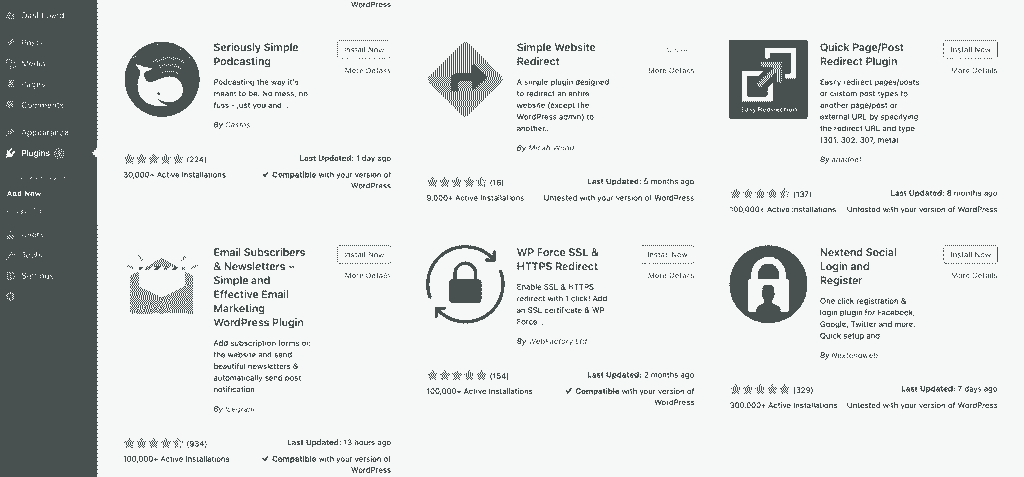 WordPress
Dashboard
Posts
Media
Pages
Comments
Appearance
Plugins
Add New
Users
Tools
Settings
Seriously Simple
Podcasting
Install Now
More Details
Podcasting the way it's
meant to be. No mess, no
fuss - just you and
By Castos
(224)
Last Updated: 1 day ago
30,000+ Active Installations
Compatible with your version of
WordPress
Simple Website
Redirect
More Details
A simple plugin designed
to redirect an entire
website (except the
WordPress admin) to
another..
By Micah Wood
(16)
Last Updated: 5 months ago
9,000+ Active Installations
Untested with your version of WordPress
Easy Redirection
Quick Page/Post
Redirect Plugin
Install Now
More Details
Easily redirect pages/posts
or custom post types to
another page/post or
external URL by specifying
the redirect URL and type
(301, 302, 307, meta)
By anadnet
(137)
Last Updated: 8 months ago
100,000+ Active Installations
Untested with your version of WordPress
Email Subscribers
& Newsletters –
Simple and
Effective Email
Marketing
WordPress Plugin
Install Now
More Details
Add subscription forms on
the website and send
beautiful newsletters &
automatically send post
notification
By Icegram
(934)
Last Updated: 13 hours ago
100,000+ Active Installations
Compatible with your version of
WordPress
WP Force SSL &
HTTPS Redirect
Install Now
More Details
Enable SSL & HTTPS
redirect with 1 click! Add
an SSL certificate & WP
Force...
By WebFactory Ltd
(154)
Last Updated: 2 months ago
100,000+ Active Installations
Compatible with your version of
WordPress
Nextend Social
Login and
Register
Install Now
More Details
One click registration &
login plugin for Facebook,
Google, Twitter and more.
Quick setup and
By Nextendweb
(329)
Last Updated: 7 days ago
300,000+ Active Installations
Untested with your version of WordPress